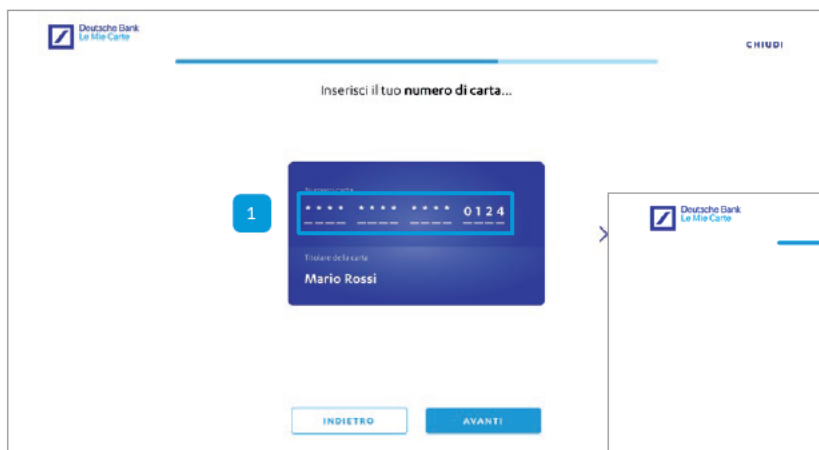 Deutsche Bank
Le Mie Carte
CHIUDI
Inserisci il tuo numero di carta...
Numero carta
1
**** **** **** 0124
Titolare della carta
Mario Rossi
INDIETRO
AVANTI
Deutsche Bank
Le Mie Carte